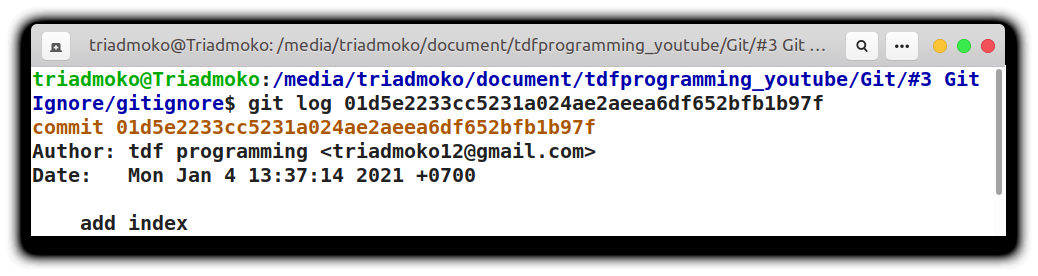 triadmoko@Triadmoko: /media/triadmoko/document/tdfprogramming_youtube/Git/#3 Git ...
triadmoko@Triadmoko:/media/triadmoko/document/tdfprogramming_youtube/Git/#3 Git
Ignore/gitignore$ git log 01d5e2233cc5231a024ae2aeea6df652bfb1b97f
commit 01d5e2233cc5231a024ae2aeea6df652bfb1b97f
Author: tdf programming <triadmoko12@gmail.com>
Date:   Mon Jan 4 13:37:14 2021 +0700
    add index